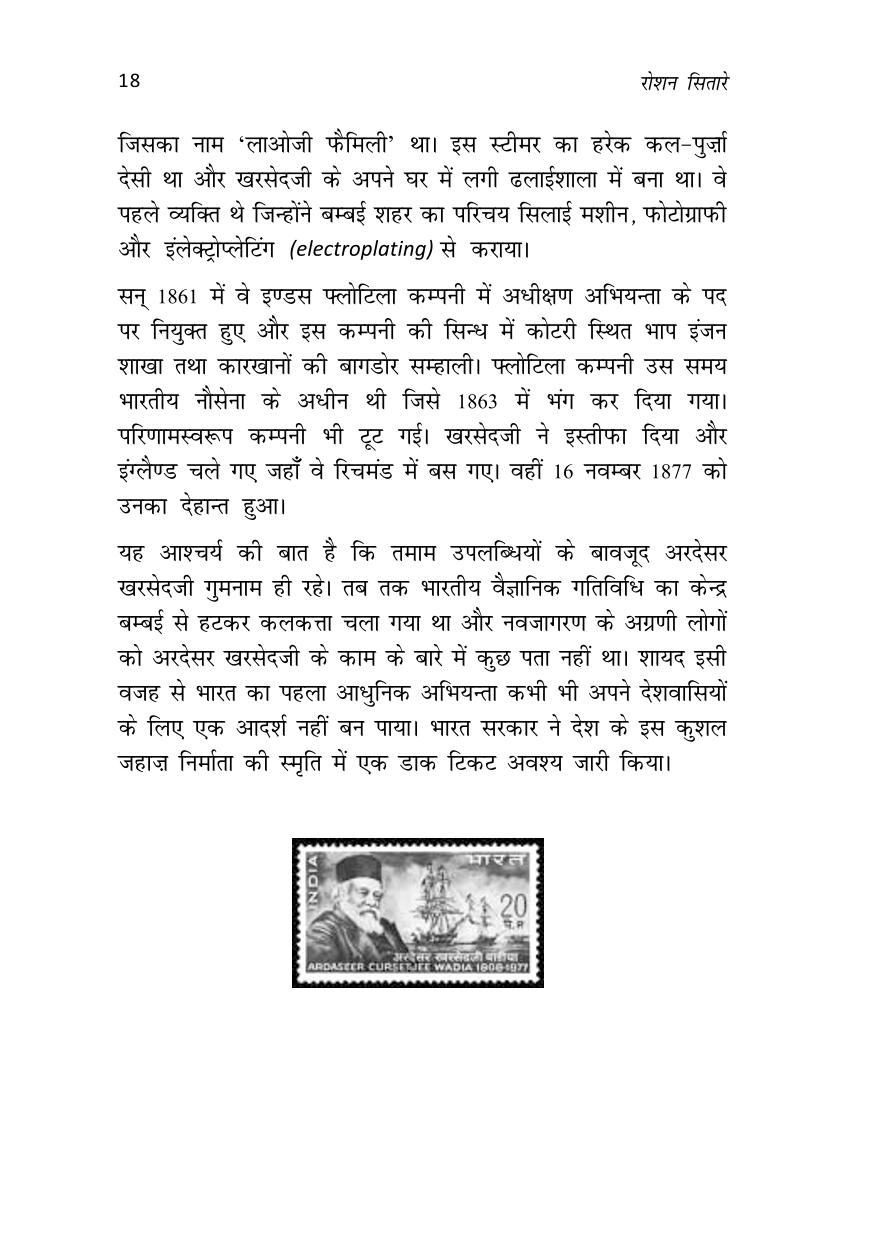 18 रोशन सितारे
जिसका नाम ‘लाओजी फैमिली’ था। इस स्टीमर का हरेक कल-पुर्ज़ा
देसी था और खरसेदजी के अपने घर में लगी ढलाईशाला में बना था। वे
पहले व्यक्ति थे जिन्होंने बम्बई शहर का परिचय सिलाई मशीन, फोटोग्राफी
और इंलेक्ट्रोप्लेटिंग (electroplating) से कराया।
सन् 1861 में वे इण्डस फ्लोटिला कम्पनी में अधीक्षण अभियन्ता के पद
पर नियुक्त हुए और इस कम्पनी की सिन्ध में कोटरी स्थित भाप इंजन
शाखा तथा कारखानों की बागडोर सम्हाली। फ्लोटिला कम्पनी उस समय
भारतीय नौसेना के अधीन थी जिसे 1863 में भंग कर दिया गया।
परिणामस्वरूप कम्पनी भी टूट गई। खरसेदजी ने इस्तीफा दिया और
इंग्लैण्ड चले गए जहाँ वे रिचमंड में बस गए। वहीं 16 नवम्बर 1877 को
उनका देहान्त हुआ।
यह आश्चर्य की बात है कि तमाम उपलब्धियों के बावजूद अरदेसर
खरसेदजी गुमनाम ही रहे। तब तक भारतीय वैज्ञानिक गतिविधि का केन्द्र
बम्बई से हटकर कलकत्ता चला गया था और नवजागरण के अग्रणी लोगों
को अरदेसर खरसेदजी के काम के बारे में कुछ पता नहीं था। शायद इसी
वजह से भारत का पहला आधुनिक अभियन्ता कभी भी अपने देशवासियों
के लिए एक आदर्श नहीं बन पाया। भारत सरकार ने देश के इस कुशल
जहाज़ निर्माता की स्मृति में एक डाक टिकट अवश्य जारी किया।
INDIA
भारत
20
अरदेसर खरसेदजी वाडीया
ARDASEER CURSETJEE WADIA 1808-1877